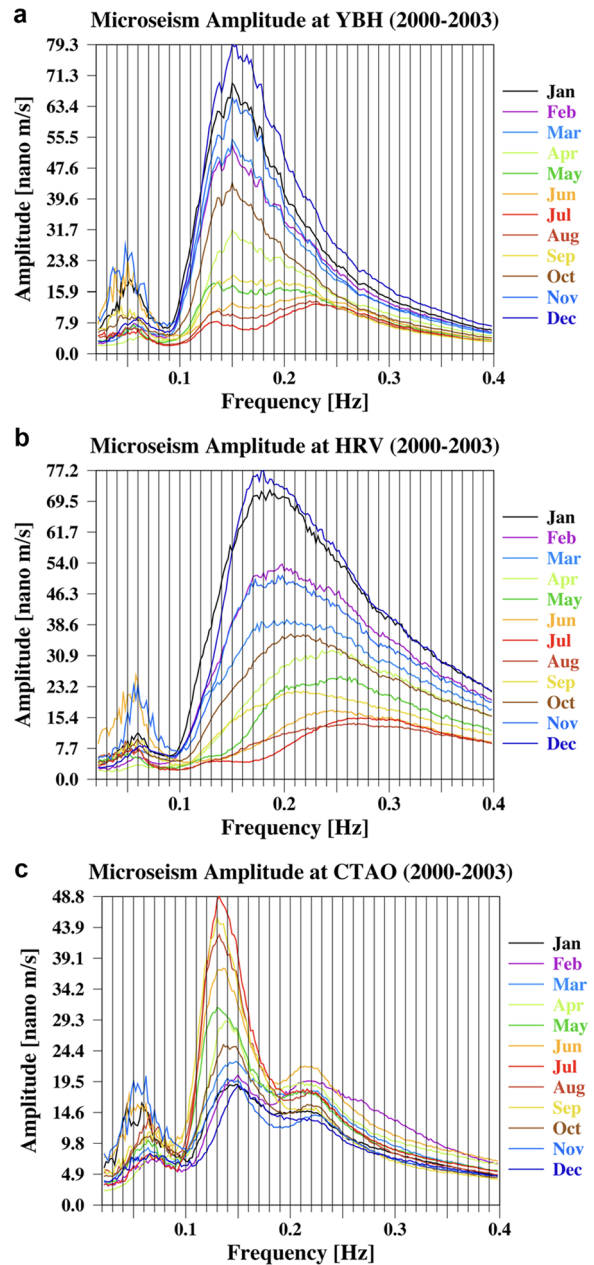 a
Microseism Amplitude at YBH (2000-2003)
79.3
71.3
63.4
55.5
47.6
39.6
31.7
23.8
15.9
7.9
0.0
Amplitude [nano m/s]
0.1 0.2 0.3 0.4
Frequency [Hz]
Jan
Feb
Mar
Apr
May
Jun
Jul
Aug
Sep
Oct
Nov
Dec
b
Microseism Amplitude at HRV (2000-2003)
77.2
69.5
61.7
54.0
46.3
38.6
30.9
23.2
15.4
7.7
0.0
Amplitude [nano m/s]
0.1 0.2 0.3 0.4
Frequency [Hz]
Jan
Feb
Mar
Apr
May
Jun
Jul
Aug
Sep
Oct
Nov
Dec
c
Microseism Amplitude at CTAO (2000-2003)
48.8
43.9
39.1
34.2
29.3
24.4
19.5
14.6
9.8
4.9
0.0
Amplitude [nano m/s]
0.1 0.2 0.3 0.4
Frequency [Hz]
Jan
Feb
Mar
Apr
May
Jun
Jul
Aug
Sep
Oct
Nov
Dec